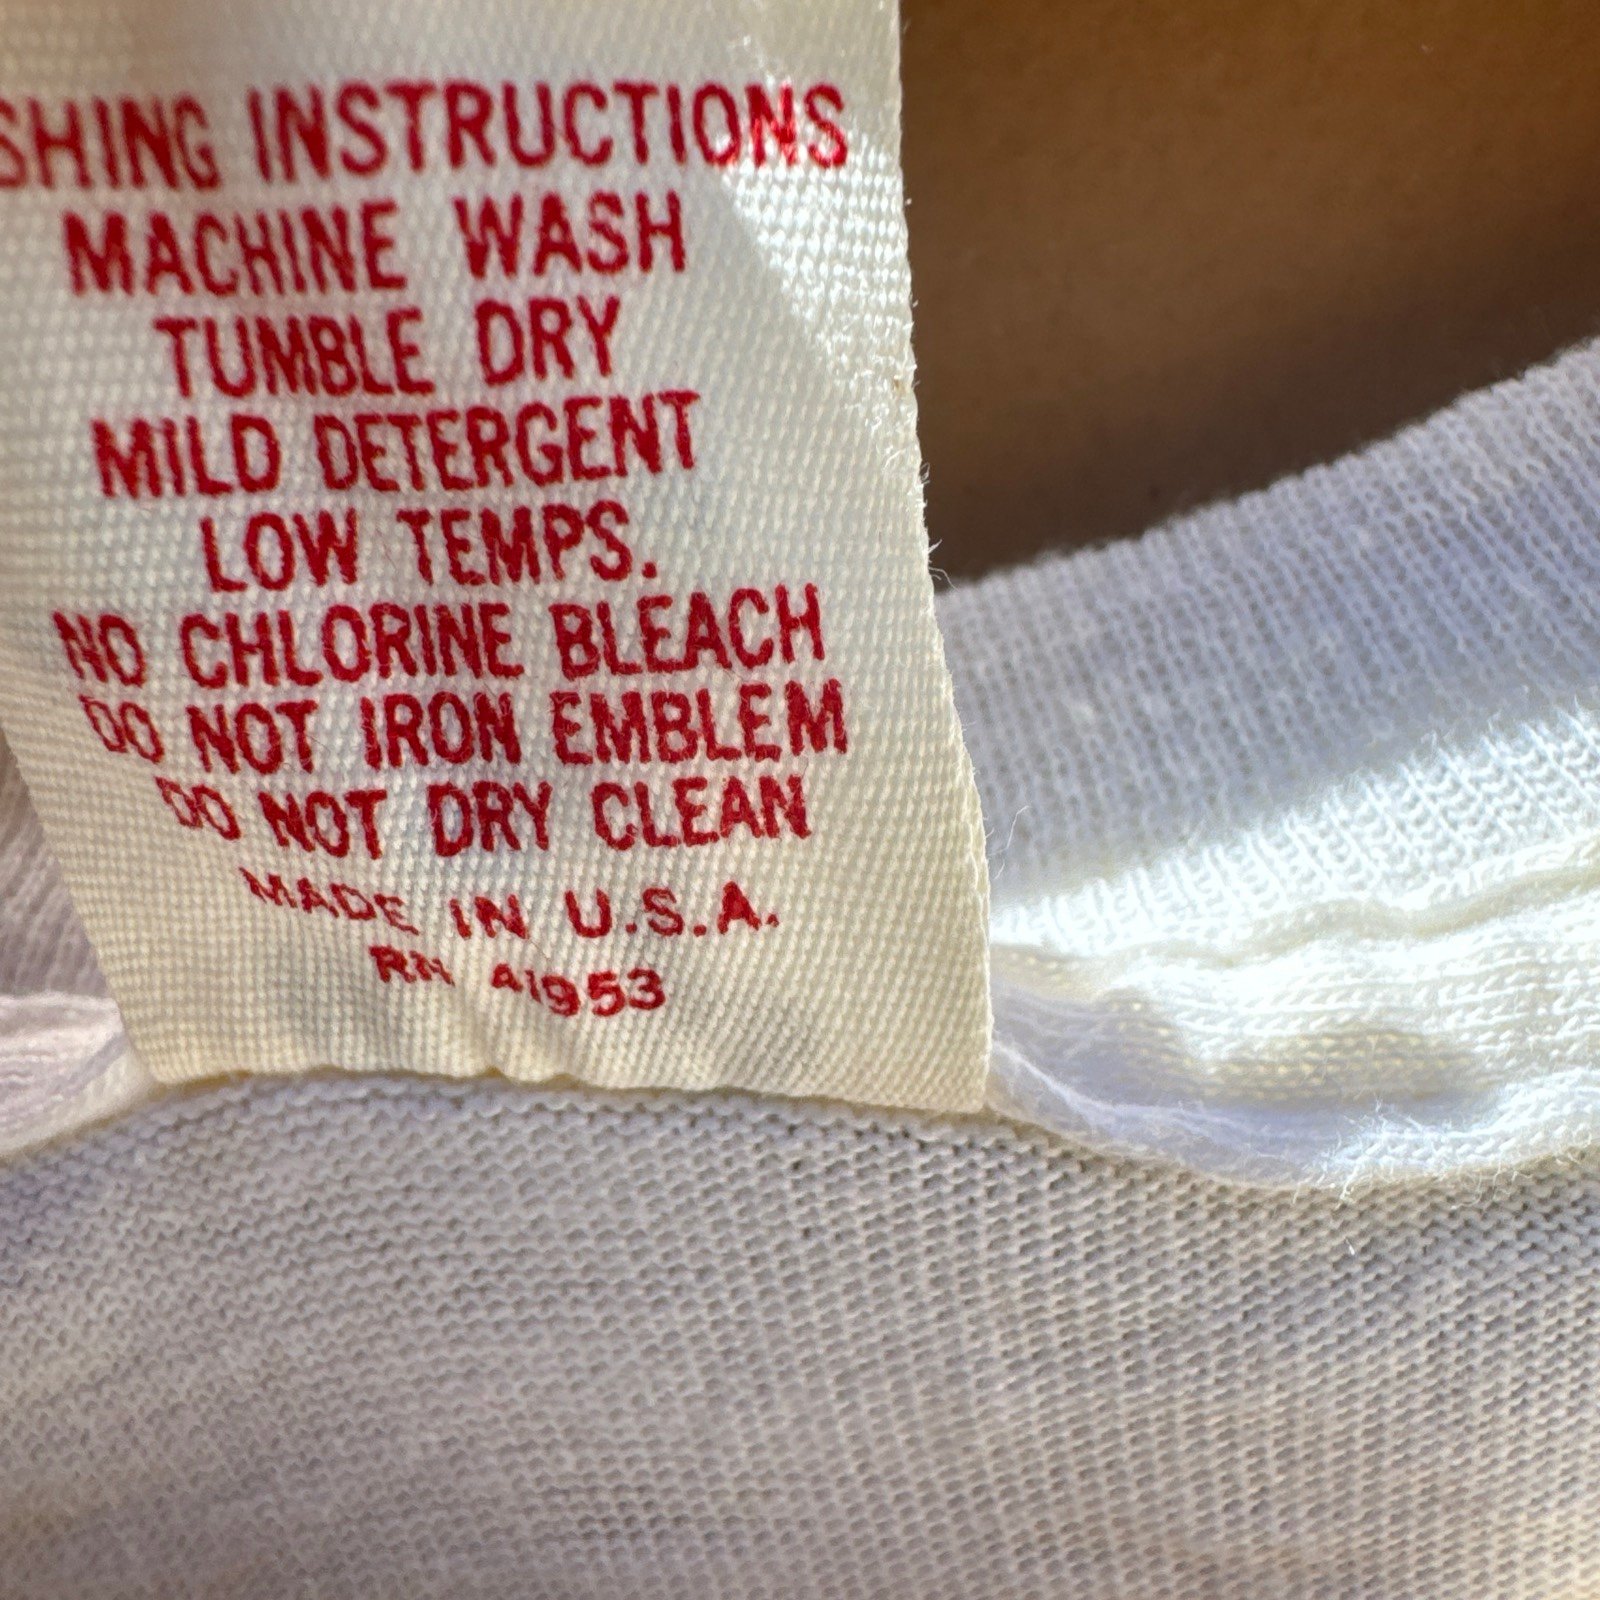 SHING INSTRUCTIONS
MACHINE WASH
TUMBLE DRY
MILD DETERGENT
LOW TEMPS.
NO CHLORINE BLEACH
DO NOT IRON EMBLEM
DO NOT DRY CLEAN
MADE IN U.S.A.
RN 41953